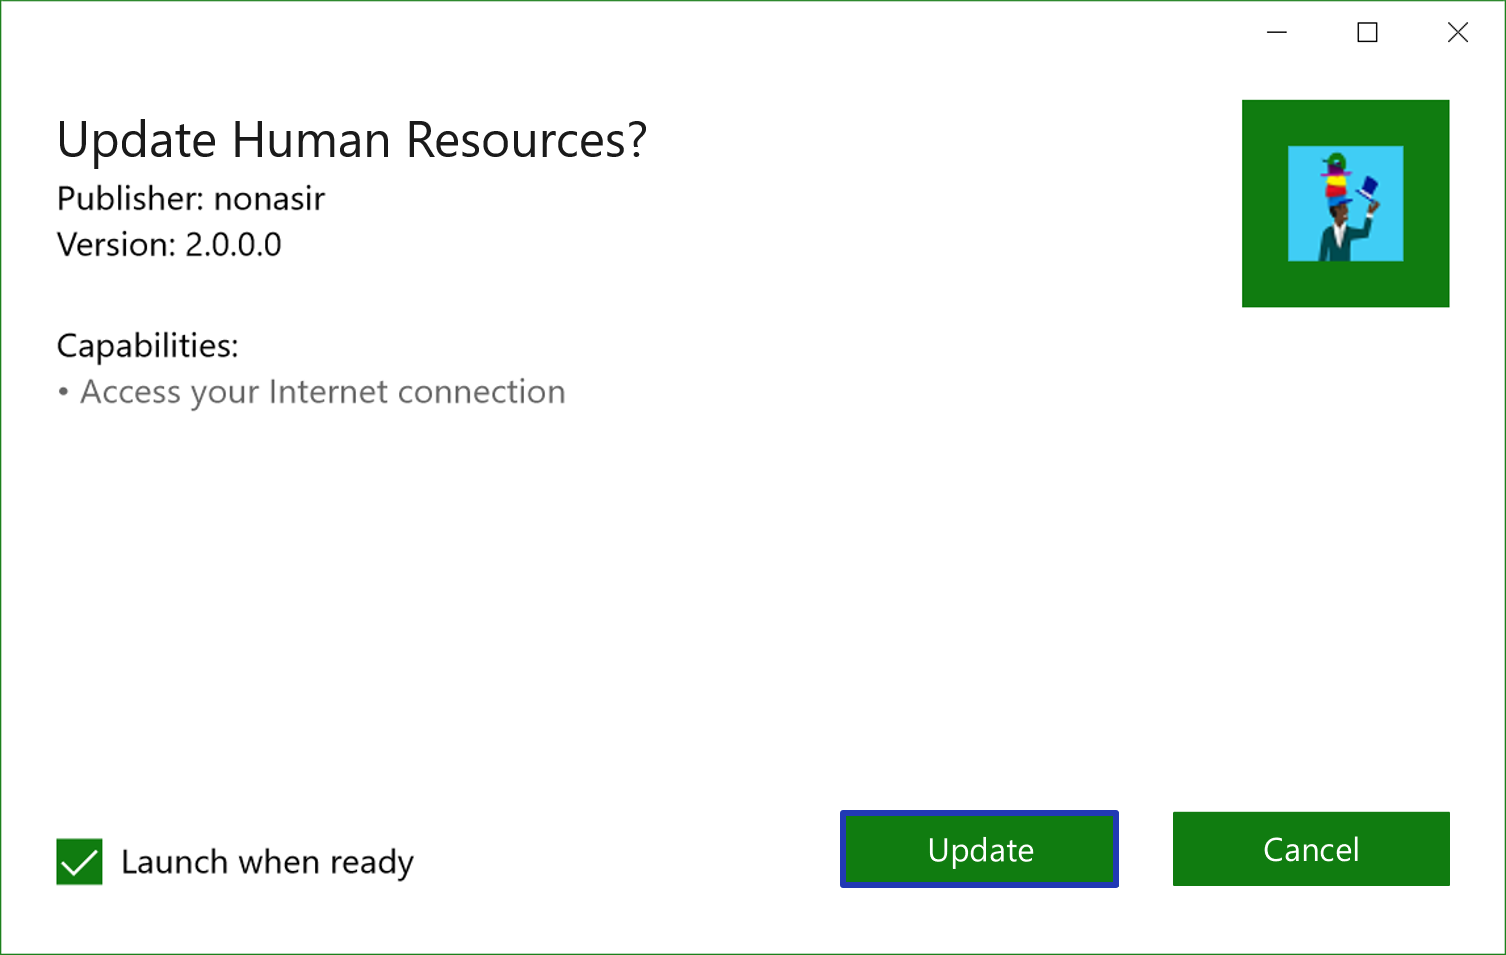 Update Human Resources?
Publisher: nonasir
Version: 2.0.0.0
Capabilities:
• Access your Internet connection
Launch when ready
Update
Cancel